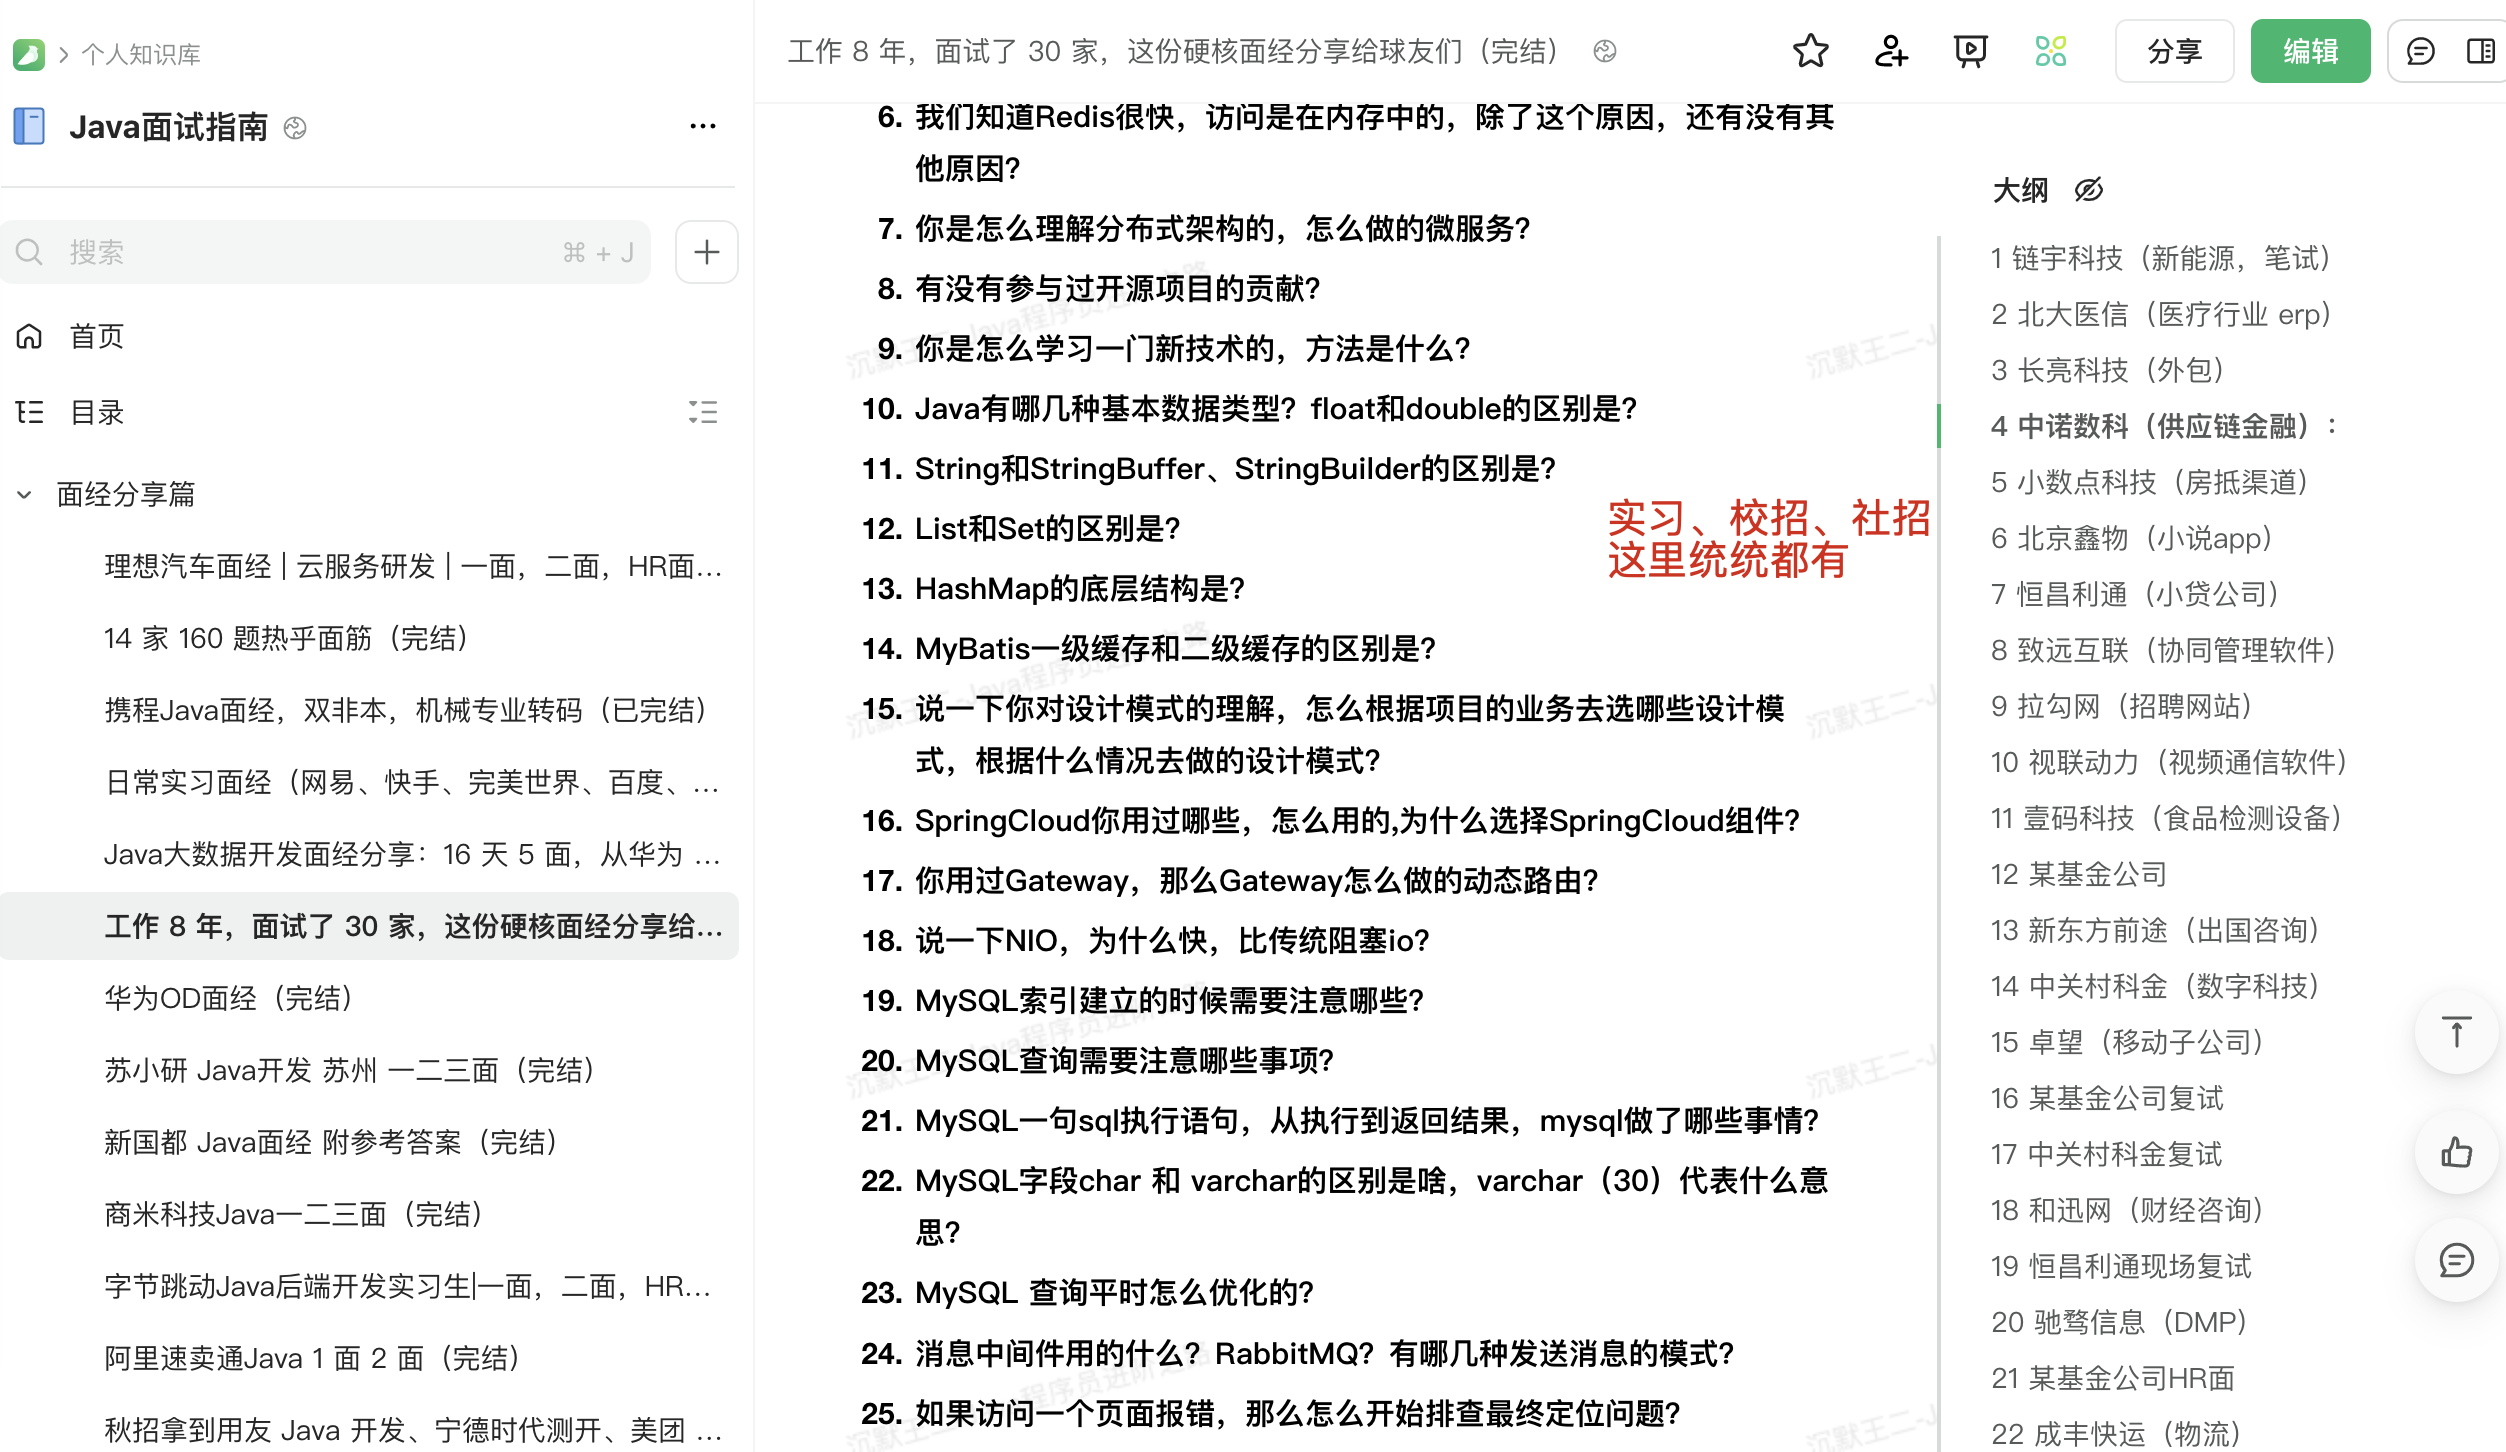 个人知识库
Java面试指南
搜索
⌘ + J
首页
目录
面经分享篇
理想汽车面经 | 云服务研发 | 一面，二面，HR面...
14 家 160 题热乎面筋（完结）
携程Java面经，双非本，机械专业转码（已完结）
日常实习面经（网易、快手、完美世界、百度、...
Java大数据开发面经分享：16 天 5 面，从华为 ...
工作 8 年，面试了 30 家，这份硬核面经分享给...
华为OD面经（完结）
苏小研 Java开发 苏州 一二三面（完结）
新国都 Java面经 附参考答案（完结）
商米科技Java一二三面（完结）
字节跳动Java后端开发实习生|一面，二面，HR...
阿里速卖通Java 1 面 2 面（完结）
秋招拿到用友 Java 开发、宁德时代测开、美团 ...
工作 8 年，面试了 30 家，这份硬核面经分享给球友们（完结）
分享
编辑
6. 我们知道Redis很快，访问是在内存中的，除了这个原因，还有没有其
他原因？
7. 你是怎么理解分布式架构的，怎么做的微服务？
8. 有没有参与过开源项目的贡献？
9. 你是怎么学习一门新技术的，方法是什么？
10. Java有哪几种基本数据类型？float和double的区别是？
11. String和StringBuffer、StringBuilder的区别是？
12. List和Set的区别是？
13. HashMap的底层结构是？
14. MyBatis一级缓存和二级缓存的区别是？
15. 说一下你对设计模式的理解，怎么根据项目的业务去选哪些设计模
式，根据什么情况去做的设计模式？
16. SpringCloud你用过哪些，怎么用的,为什么选择SpringCloud组件？
17. 你用过Gateway，那么Gateway怎么做的动态路由？
18. 说一下NIO，为什么快，比传统阻塞io？
19. MySQL索引建立的时候需要注意哪些？
20. MySQL查询需要注意哪些事项？
21. MySQL一句sql执行语句，从执行到返回结果，mysql做了哪些事情？
22. MySQL字段char 和 varchar的区别是啥，varchar（30）代表什么意
思？
23. MySQL 查询平时怎么优化的？
24. 消息中间件用的什么？RabbitMQ？有哪几种发送消息的模式？
25. 如果访问一个页面报错，那么怎么开始排查最终定位问题？
实习、校招、社招
这里统统都有
大纲
1 链宇科技（新能源，笔试）
2 北大医信（医疗行业 erp）
3 长亮科技（外包）
4 中诺数科（供应链金融）：
5 小数点科技（房抵渠道）
6 北京鑫物（小说app）
7 恒昌利通（小贷公司）
8 致远互联（协同管理软件）
9 拉勾网（招聘网站）
10 视联动力（视频通信软件）
11 壹码科技（食品检测设备）
12 某基金公司
13 新东方前途（出国咨询）
14 中关村科金（数字科技）
15 卓望（移动子公司）
16 某基金公司复试
17 中关村科金复试
18 和迅网（财经咨询）
19 恒昌利通现场复试
20 驰骛信息（DMP）
21 某基金公司HR面
22 成丰快运（物流）